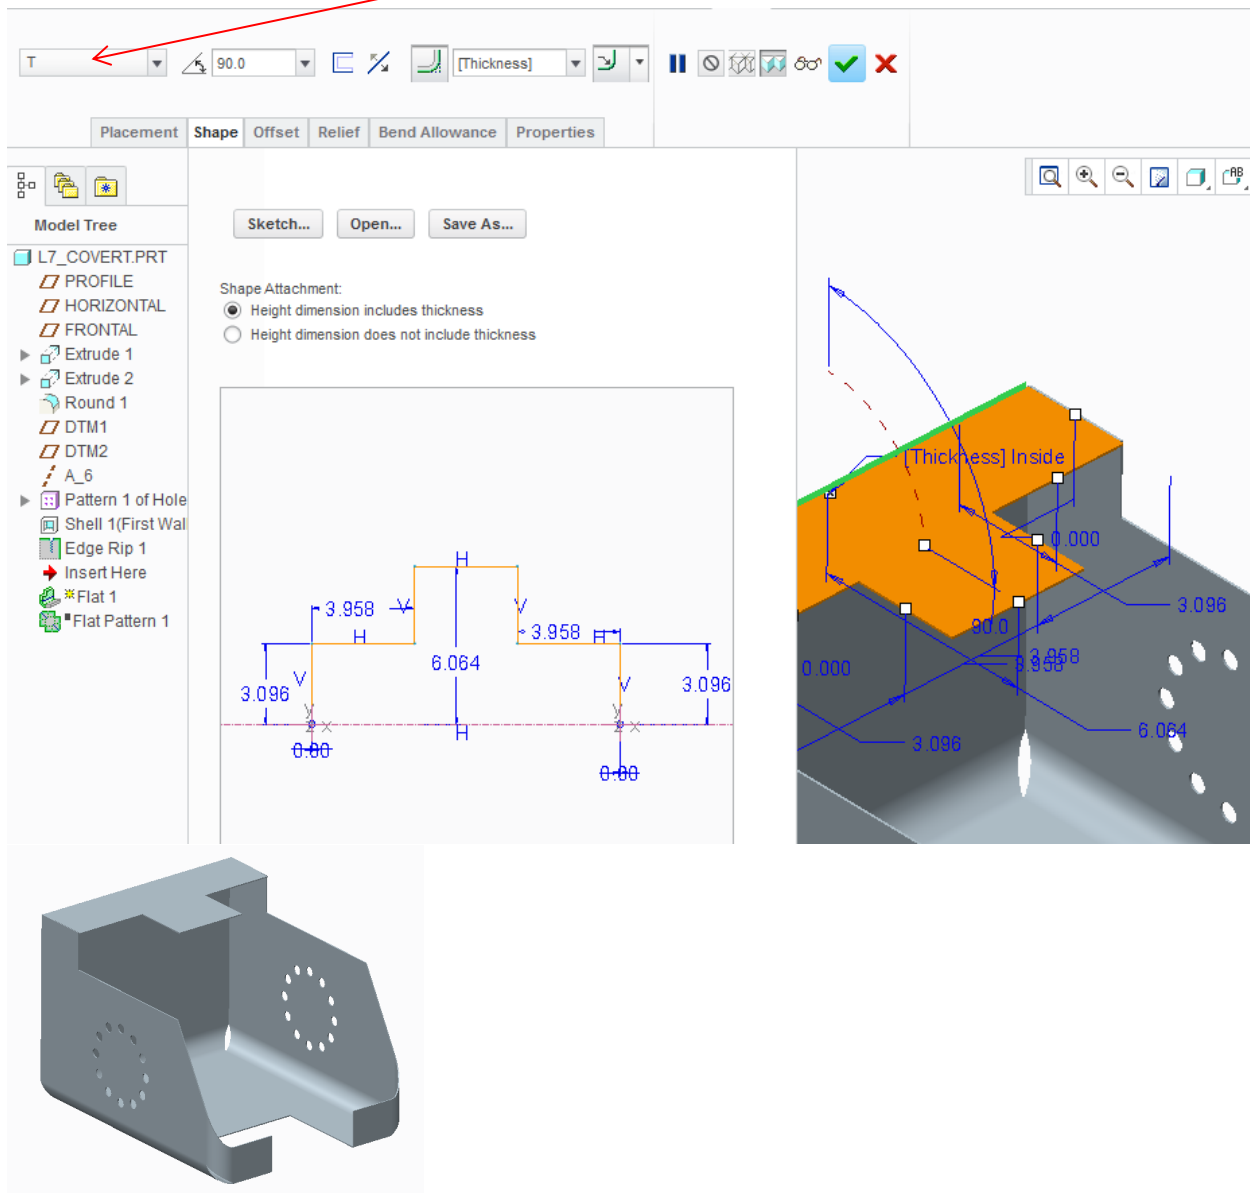 T
90.0
[Thickness]
Placement Shape Offset Relief Bend Allowance Properties
AB
Model Tree
Sketch... Open... Save As...
L7_COVERT.PRT
PROFILE
HORIZONTAL
FRONTAL
Extrude 1
Extrude 2
Round 1
DTM1
DTM2
A_6
Pattern 1 of Hole
Shell 1(First Wal
Edge Rip 1
Insert Here
Flat 1
Flat Pattern 1
Shape Attachment:
Height dimension includes thickness
Height dimension does not include thickness
H
3.958 V V
H 3.958 H
6.064
3.096 V V 3.096
y x y x
H
0.00
0.00
[Thickness] Inside
0.000
3.096
90.0
3.958
3.958
0.000
6.064
3.096